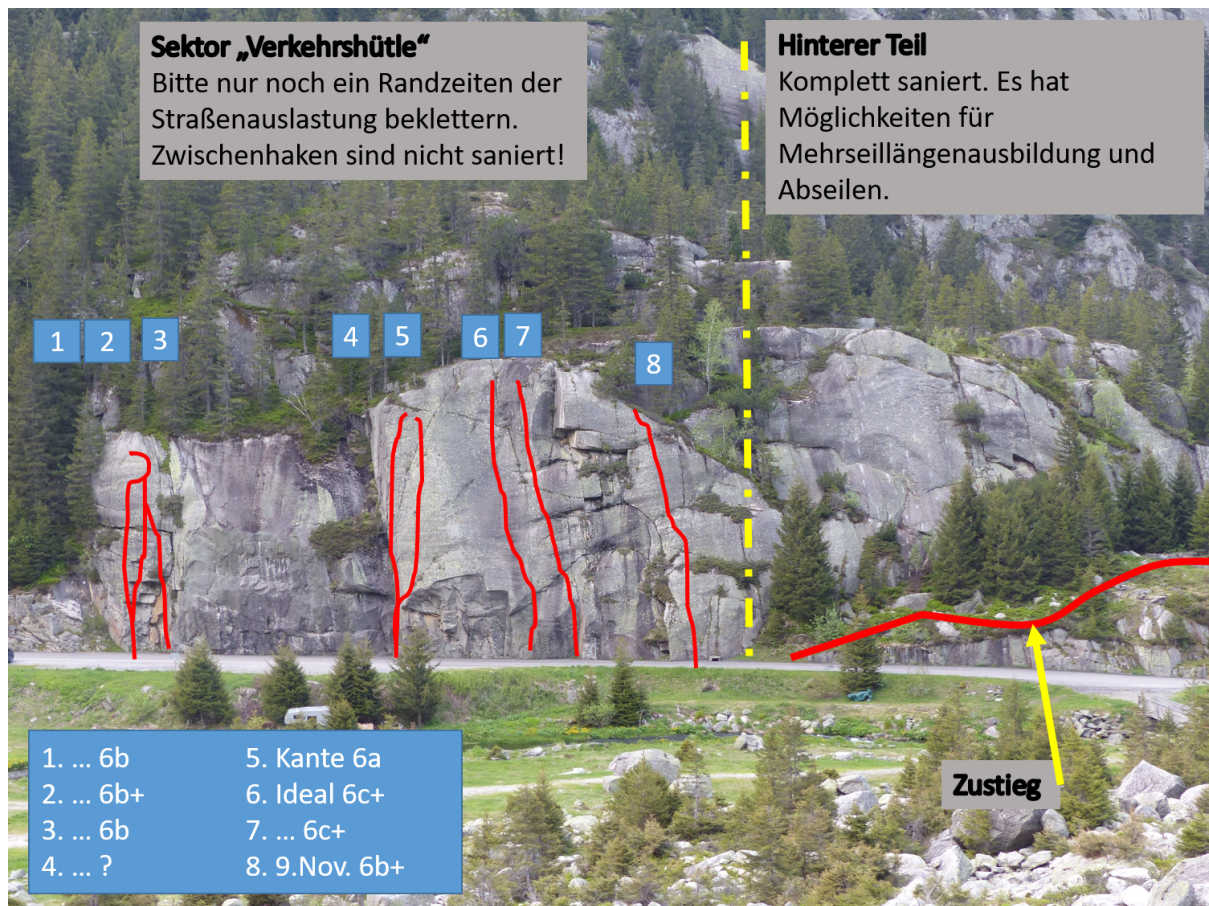 Sektor „Verkehrshütle“
Bitte nur noch ein Randzeiten der
Straßenauslastung beklettern.
Zwischenhaken sind nicht saniert!
Hinterer Teil
Komplett saniert. Es hat
Möglichkeiten für
Mehrseillängenausbildung und
Abseilen.
1 2 3 4 5 6 7 8
Zustieg
1. ... 6b
2. ... 6b+
3. ... 6b
4. ... ?
5. Kante 6a
6. Ideal 6c+
7. ... 6c+
8. 9.Nov. 6b+